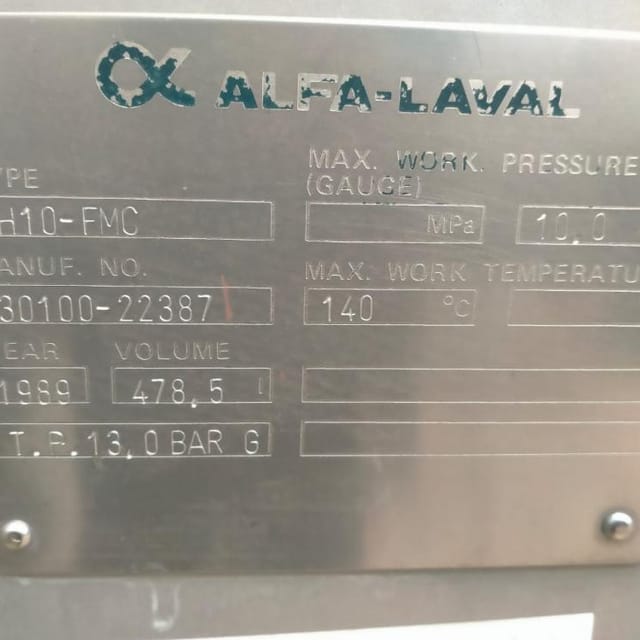 α ALFA-LAVAL
YPE
H10-FMC
MAX. WORK. PRESSURE
(GAUGE)
MPa 10.0
ANUF. NO.
30100-22387
MAX. WORK TEMPERATU
140 °C
EAR VOLUME
1989 478,5 l
T.P. 13,0 BAR G